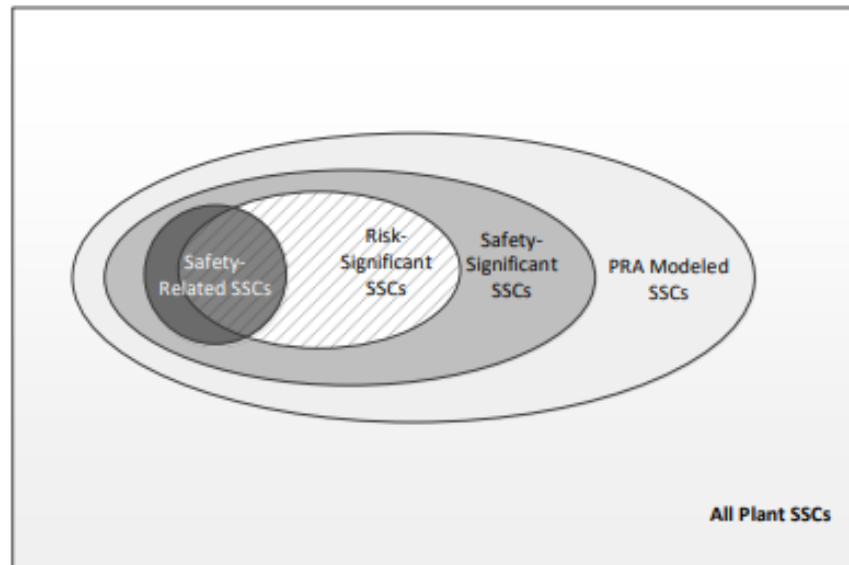 Safety-
Related SSCs
Risk-
Significant
SSCs
Safety-
Significant
SSCs
PRA Modeled
SSCs
All Plant SSCs